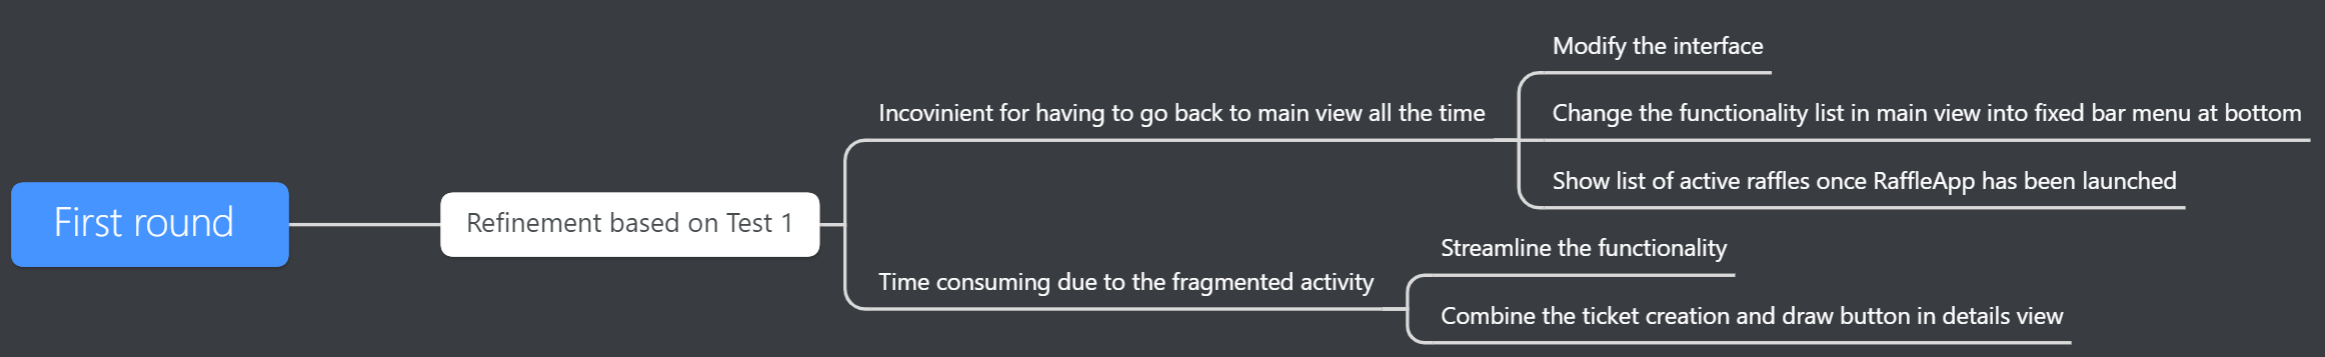 First round
Refinement based on Test 1
Incovinient for having to go back to main view all the time
Modify the interface
Change the functionality list in main view into fixed bar menu at bottom
Show list of active raffles once RaffleApp has been launched
Time consuming due to the fragmented activity
Streamline the functionality
Combine the ticket creation and draw button in details view